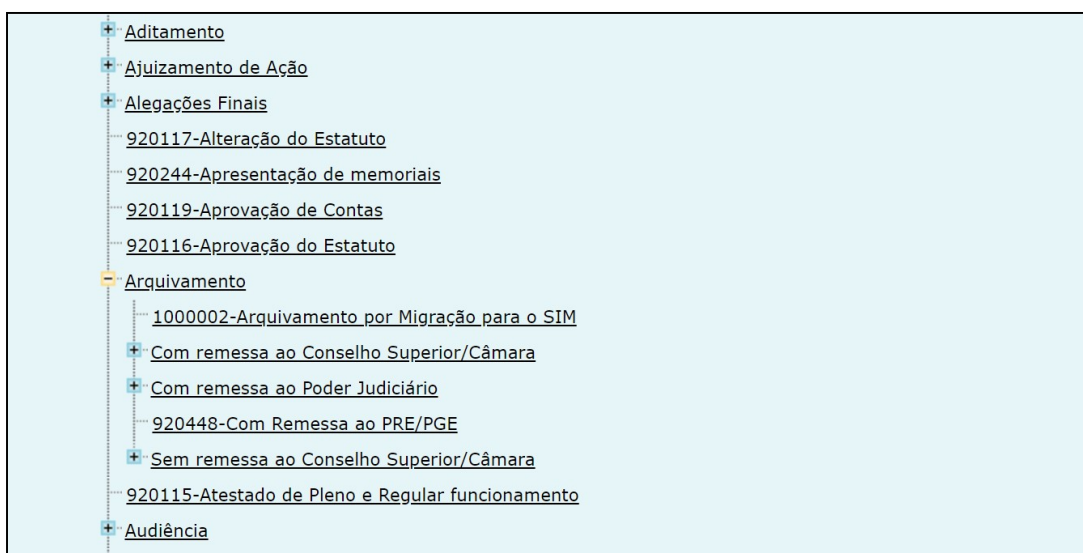 Aditamento
Ajuizamento de Ação
Alegações Finais
920117-Alteração do Estatuto
920244-Apresentação de memoriais
920119-Aprovação de Contas
920116-Aprovação do Estatuto
Arquivamento
1000002-Arquivamento por Migração para o SIM
Com remessa ao Conselho Superior/Câmara
Com remessa ao Poder Judiciário
920448-Com Remessa ao PRE/PGE
Sem remessa ao Conselho Superior/Câmara
920115-Atestado de Pleno e Regular funcionamento
Audiência